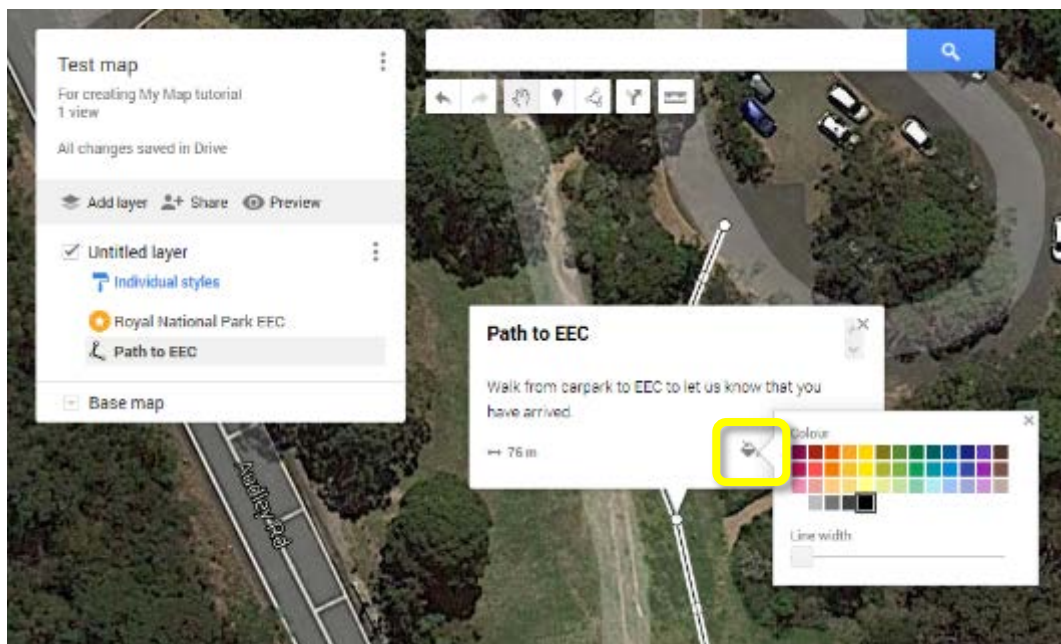 Test map
For creating My Map tutorial
1 view
All changes saved in Drive
Add layer Share Preview
Untitled layer
Individual styles
Royal National Park EEC
Path to EEC
Base map
Path to EEC
Walk from carpark to EEC to let us know that you
have arrived.
76 m
Colour
Line width
Audley Rd